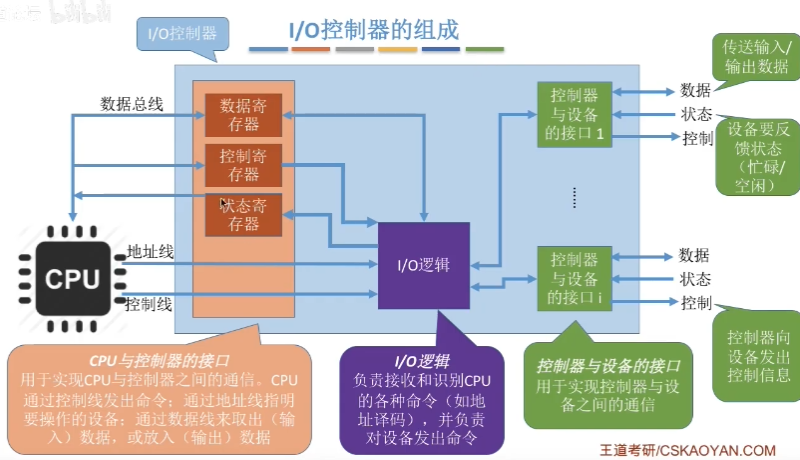 bilibili
I/O控制器的组成
I/O控制器
数据总线
数据寄
存器
控制寄
存器
状态寄
存器
CPU
地址线
控制线
I/O逻辑
控制器
与设备
的接口 1
数据
状态
控制
......
控制器
与设备
的接口 i
数据
状态
控制
传送输入/
输出数据
设备要反
馈状态
（忙碌/
空闲）
控制器向
设备发出
控制信息
CPU与控制器的接口
用于实现CPU与控制器之间的通信。CPU
通过控制线发出命令；通过地址线指明
要操作的设备；通过数据线来取出（输
入）数据，或放入（输出）数据
I/O逻辑
负责接收和识别CPU
的各种命令（如地
址译码），并负责
对设备发出命令
控制器与设备的接口
用于实现控制器与设
备之间的通信
王道考研/CSKAOYAN.COM